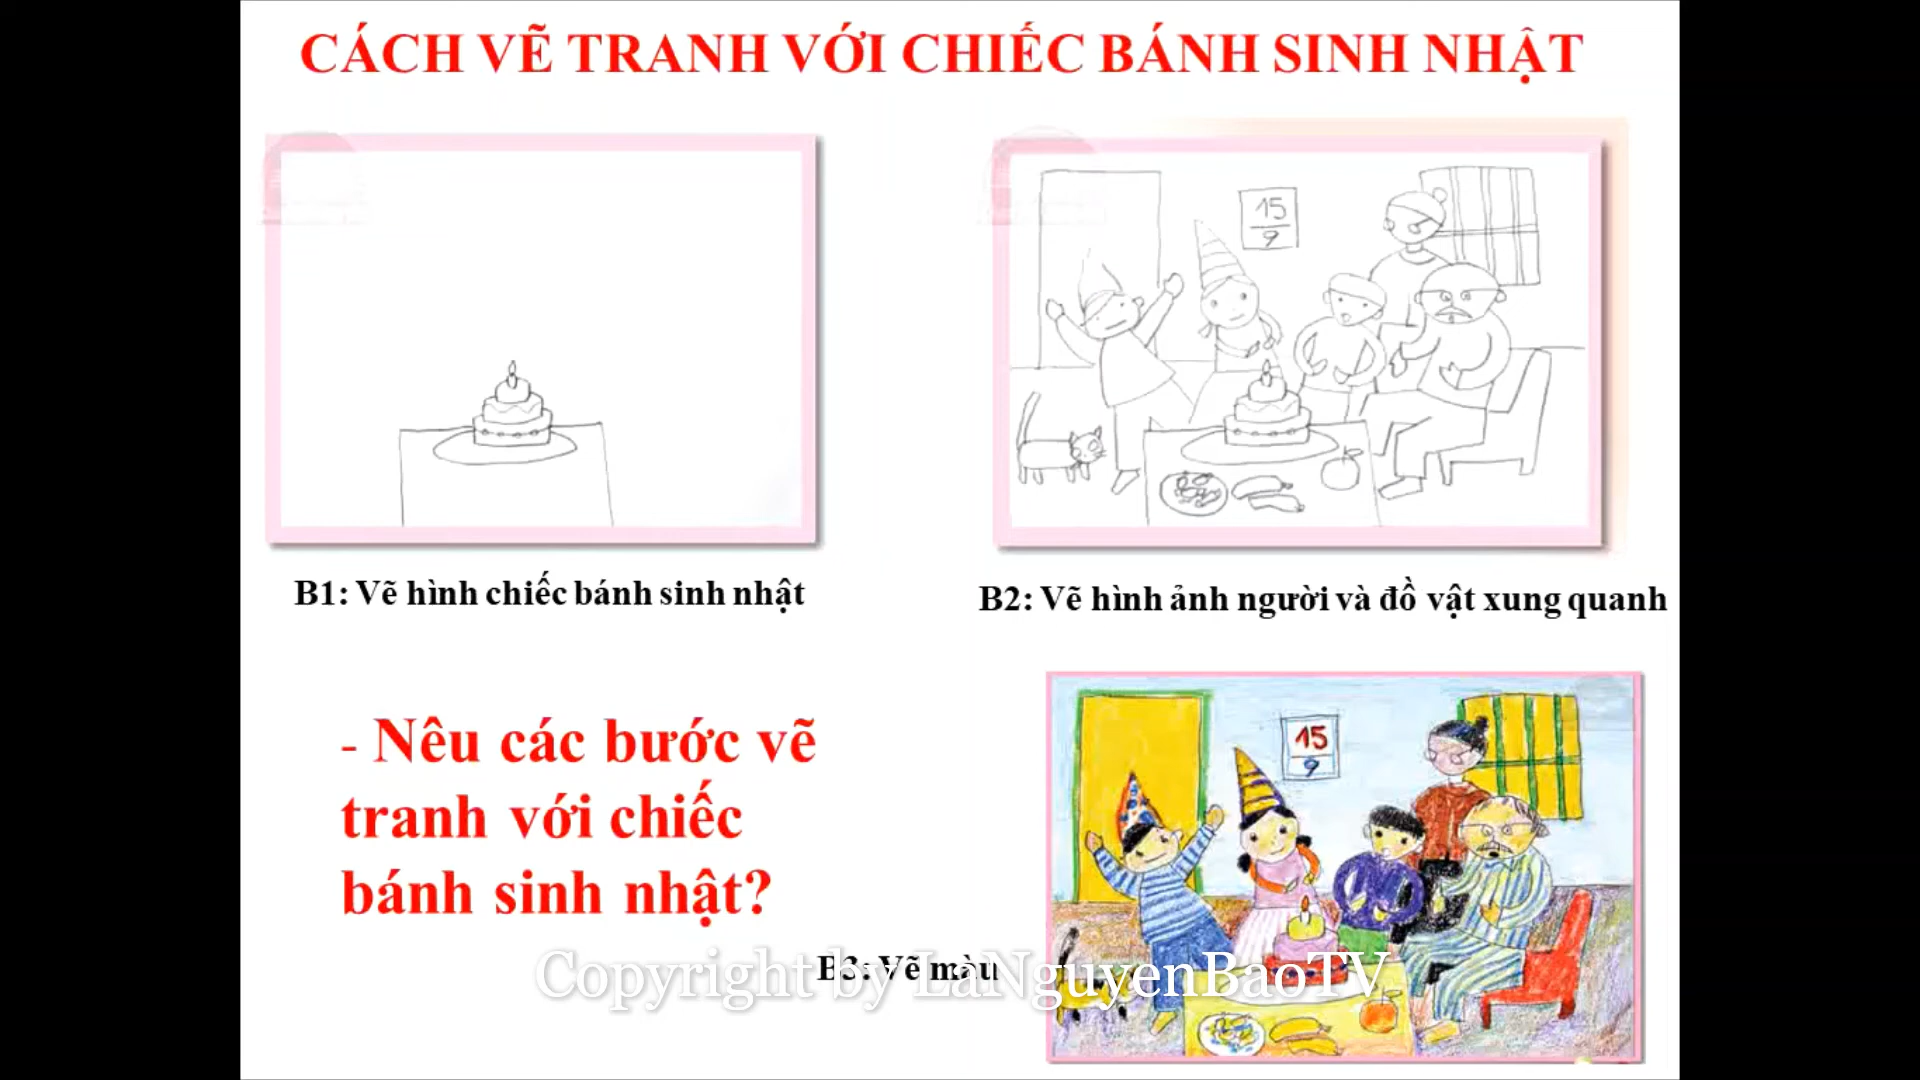 CÁCH VẼ TRANH VỚI CHIẾC BÁNH SINH NHẬT
15
9
B1: Vẽ hình chiếc bánh sinh nhật
B2: Vẽ hình ảnh người và đồ vật xung quanh
- Nêu các bước vẽ
tranh với chiếc
bánh sinh nhật?
15
9
B3: Vẽ màu
Copyright by LaNguyenBaoTV